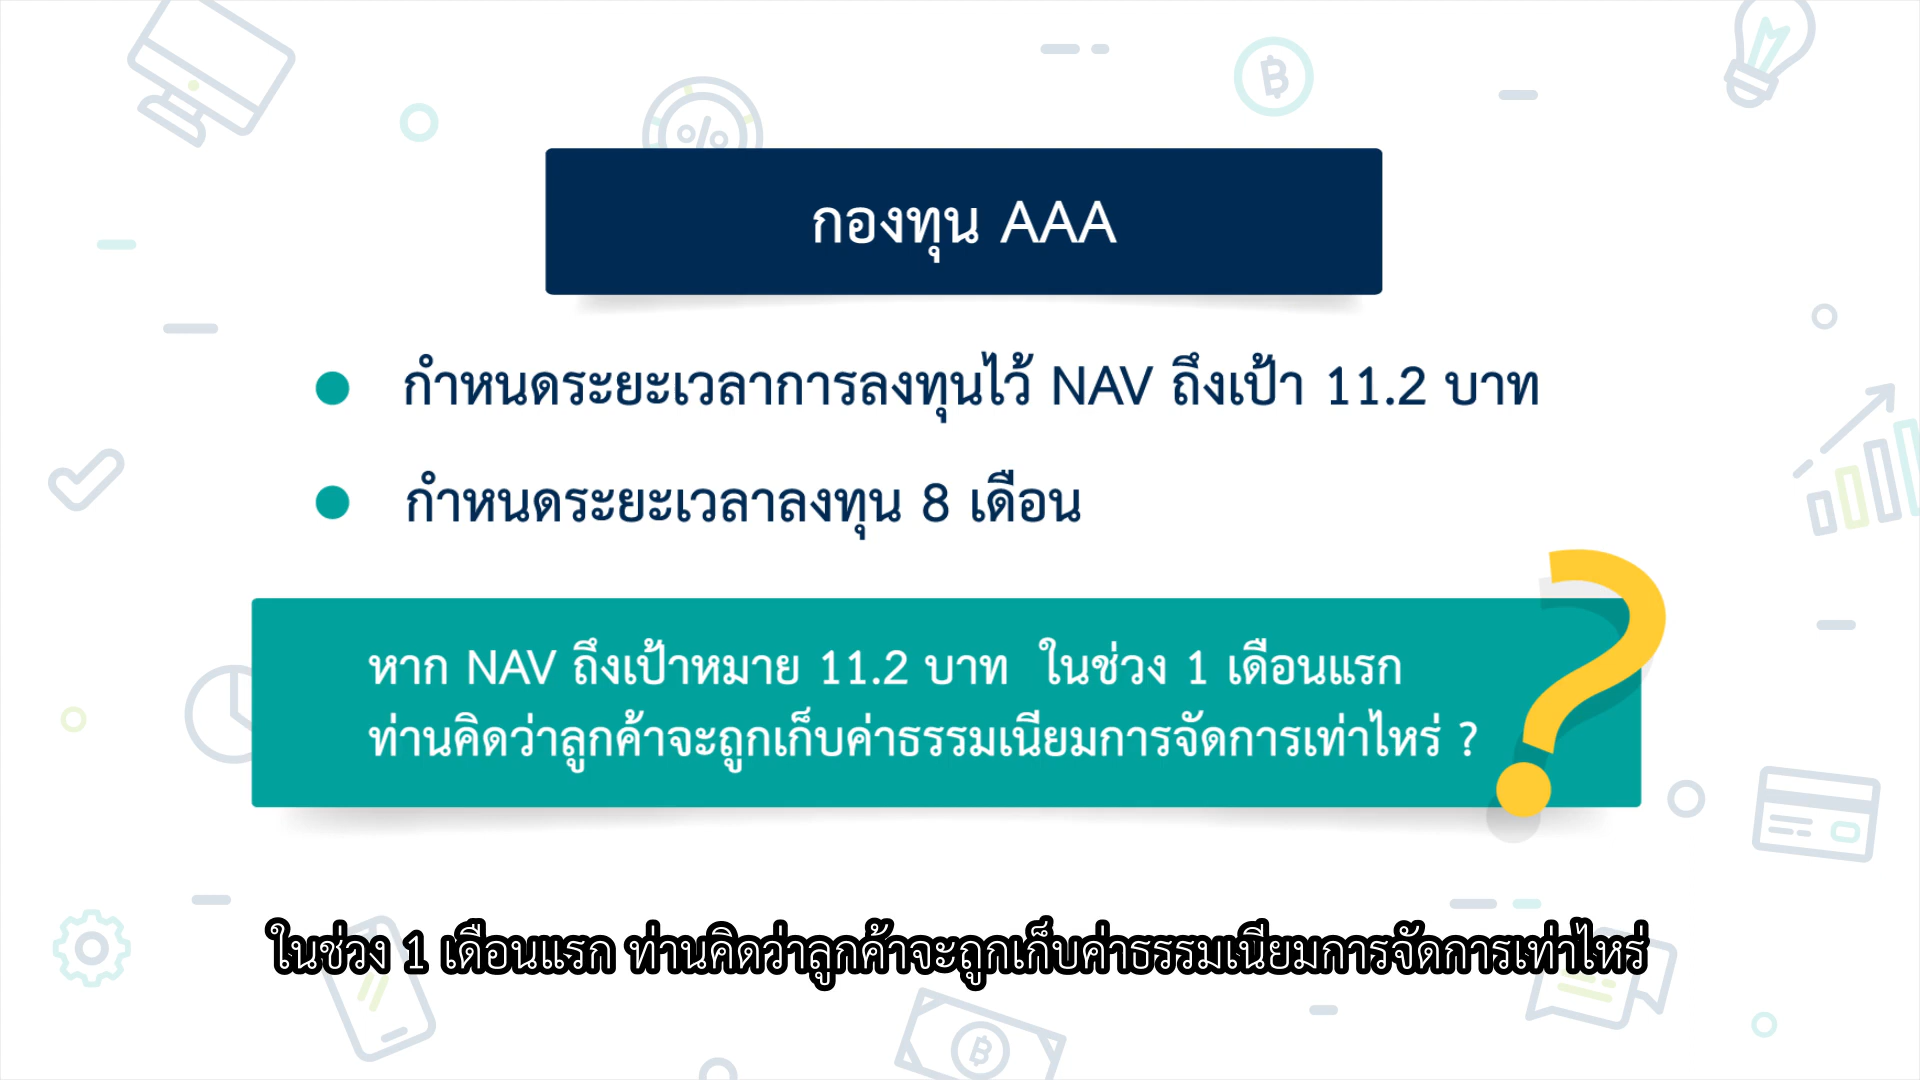 กองทุน AAA
กำหนดระยะเวลาการลงทุนไว้ NAV ถึงเป้า 11.2 บาท
กำหนดระยะเวลาลงทุน 8 เดือน
หาก NAV ถึงเป้าหมาย 11.2 บาท ในช่วง 1 เดือนแรก
ท่านคิดว่าลูกค้าจะถูกเก็บค่าธรรมเนียมการจัดการเท่าไหร่ ?
ในช่วง 1 เดือนแรก ท่านคิดว่าลูกค้าจะถูกเก็บค่าธรรมเนียมการจัดการเท่าไหร่